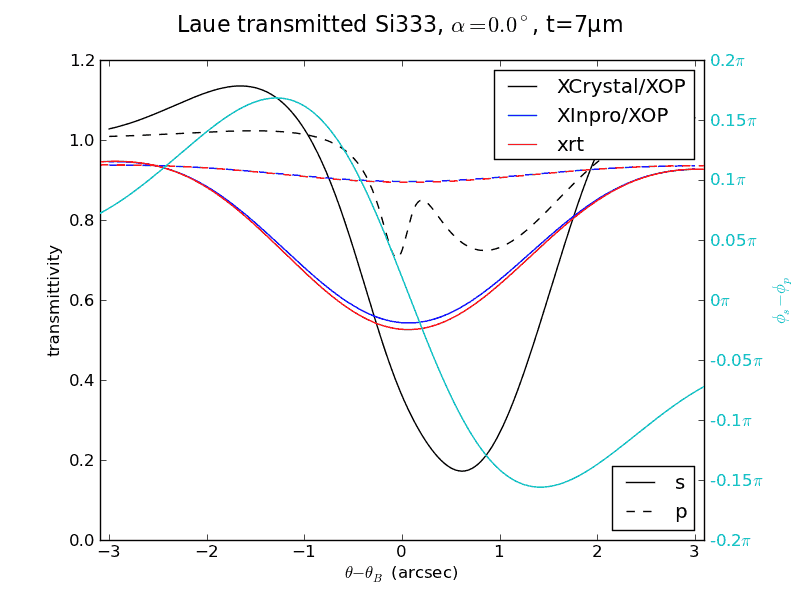 Laue transmitted Si333, α=0.0°, t=7μm
1.2
1.0
0.8
0.6
0.4
0.2
0.0
transmittivity
XCrystal/XOP
XInpro/XOP
xrt
s
p
0.2π
0.15π
0.1π
0.05π
0π
-0.05π
-0.1π
-0.15π
-0.2π
ϕs−ϕp
−3 −2 −1 0 1 2 3
θ−θB (arcsec)